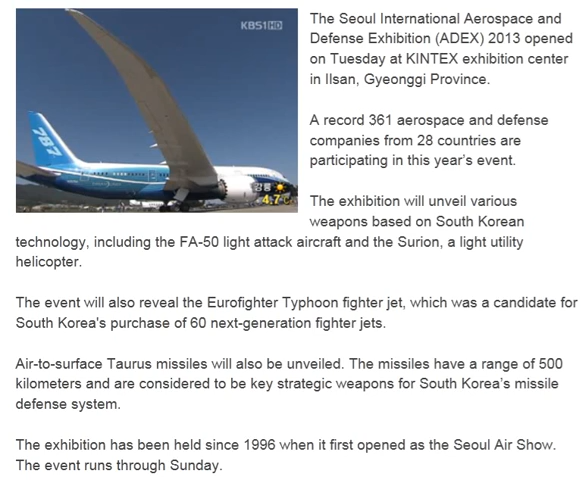 KBS1HD
787
강릉
4.7℃
The Seoul International Aerospace and
Defense Exhibition (ADEX) 2013 opened
on Tuesday at KINTEX exhibition center
in Ilsan, Gyeonggi Province.
A record 361 aerospace and defense
companies from 28 countries are
participating in this year's event.
The exhibition will unveil various
weapons based on South Korean
technology, including the FA-50 light attack aircraft and the Surion, a light utility
helicopter.
The event will also reveal the Eurofighter Typhoon fighter jet, which was a candidate for
South Korea's purchase of 60 next-generation fighter jets.
Air-to-surface Taurus missiles will also be unveiled. The missiles have a range of 500
kilometers and are considered to be key strategic weapons for South Korea's missile
defense system.
The exhibition has been held since 1996 when it first opened as the Seoul Air Show.
The event runs through Sunday.